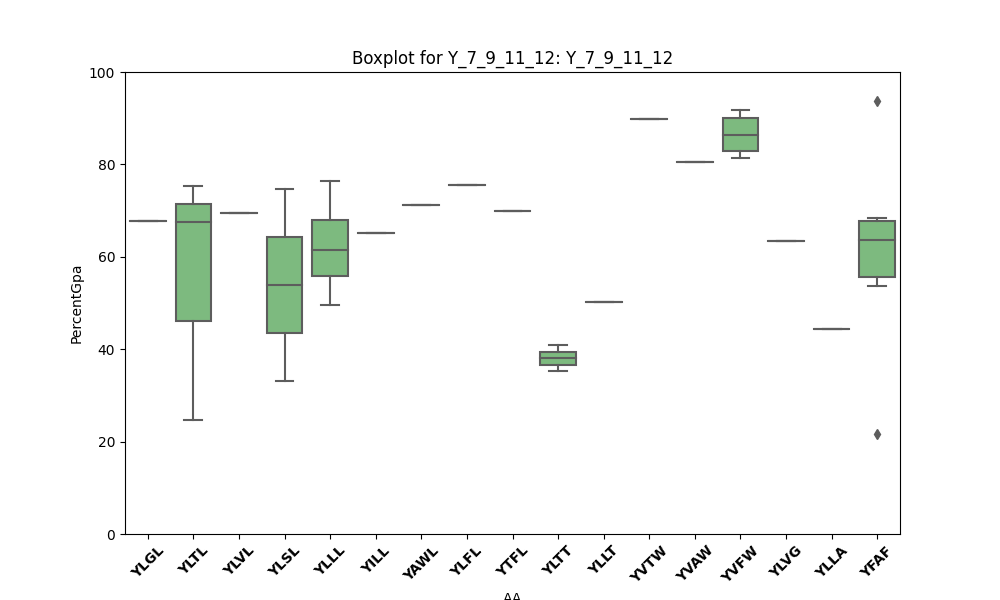 Boxplot for Y_7_9_11_12: Y_7_9_11_12
100
80
60
40
20
0
PercentGpa
YLGL
YLTL
YLVL
YLSL
YLLL
YILL
YAWL
YLFL
YTFL
YLTT
YLLT
YVTW
YVAW
YVFW
YLVG
YLLA
YFAF
AA